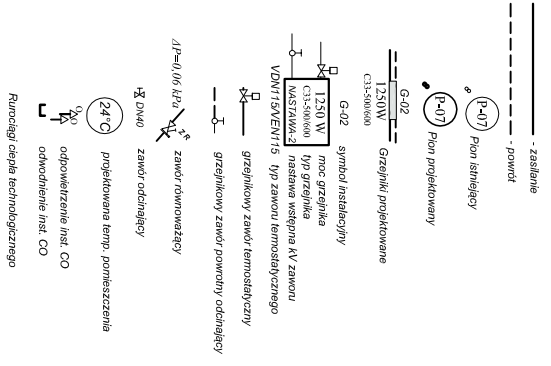 - zasilanie
- powrót
P-07
Pion istniejący
P-07
Pion projektowany
G-02
1250W
C33-500/600
Grzejniki projektowane
G-02
symbol instalacyjny
1250 W
moc grzejnika
C33-500/600
typ grzejnika
NASTAWA-2
nastawa wstępna kV zaworu
VDN115/VEN115
typ zaworu termostatycznego
grzejnikowy zawór termostatyczny
grzejnikowy zawór powrotny odcinający
ΔP=0.06 kPa
Z R
zawór równoważący
DN40
zawór odcinający
24°C
projektowana temp. pomieszczenia
odpowietrzenie inst. CO
odwodnienie inst. CO
Rurociągi ciepła technologicznego